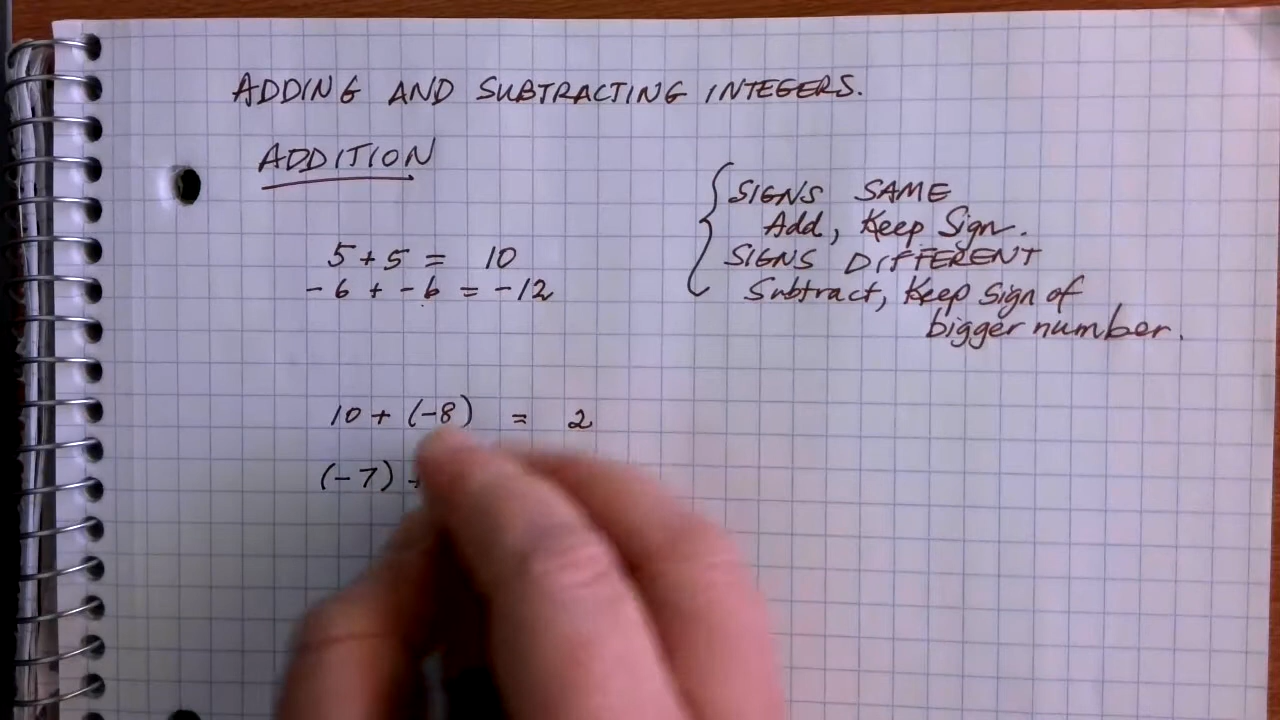 ADDING AND SUBTRACTING INTEGERS.
ADDITION
5 + 5 = 10
- 6 + - 6 = - 12
SIGNS SAME
Add, Keep Sign.
SIGNS DIFFERENT
Subtract, Keep Sign of
bigger number.
10 + (-8) = 2
(-7) +